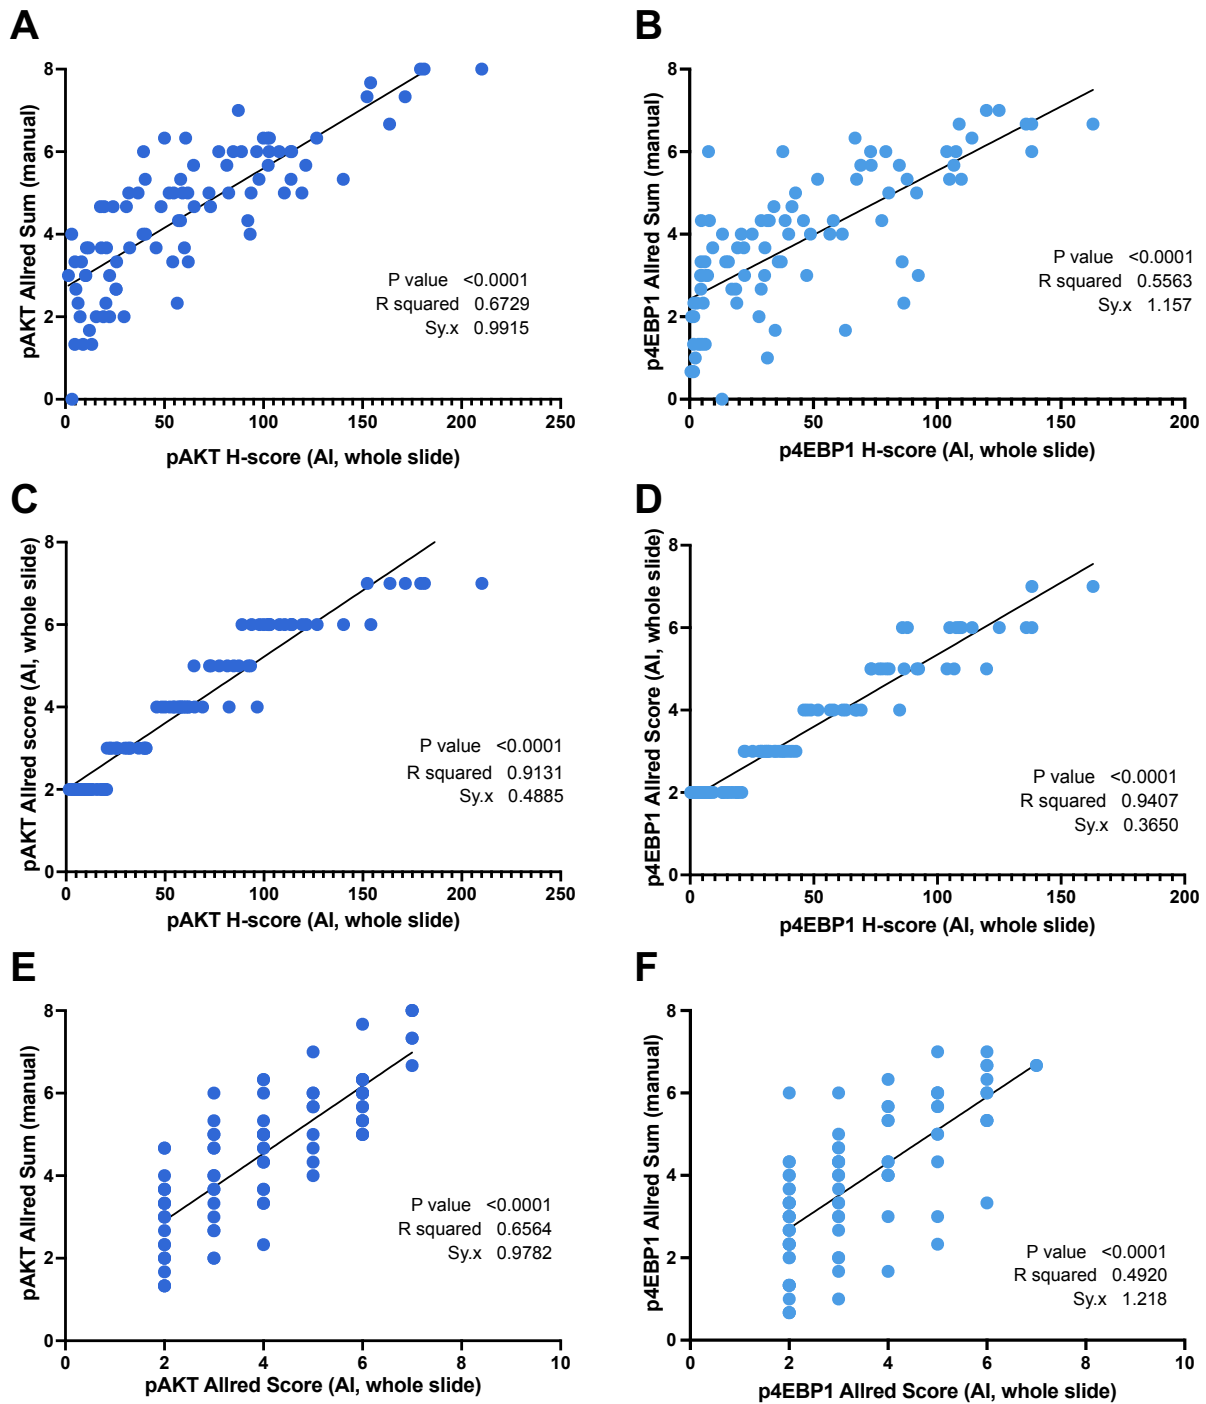 A
pAKT Allred Sum (manual)
8
6
4
2
0
P value <0.0001
R squared 0.6729
Sy.x 0.9915
0 50 100 150 200 250
pAKT H-score (AI, whole slide)
B
p4EBP1 Allred Sum (manual)
8
6
4
2
0
P value <0.0001
R squared 0.5563
Sy.x 1.157
0 50 100 150 200
p4EBP1 H-score (AI, whole slide)
C
pAKT Allred score (AI, whole slide)
8
6
4
2
0
P value <0.0001
R squared 0.9131
Sy.x 0.4885
0 50 100 150 200 250
pAKT H-score (AI, whole slide)
D
p4EBP1 Allred Score (AI, whole slide)
8
6
4
2
0
P value <0.0001
R squared 0.9407
Sy.x 0.3650
0 50 100 150 200
p4EBP1 H-score (AI, whole slide)
E
pAKT Allred Sum (manual)
8
6
4
2
0
P value <0.0001
R squared 0.6564
Sy.x 0.9782
0 2 4 6 8 10
pAKT Allred Score (AI, whole slide)
F
p4EBP1 Allred Sum (manual)
8
6
4
2
0
P value <0.0001
R squared 0.4920
Sy.x 1.218
0 2 4 6 8 10
p4EBP1 Allred Score (AI, whole slide)